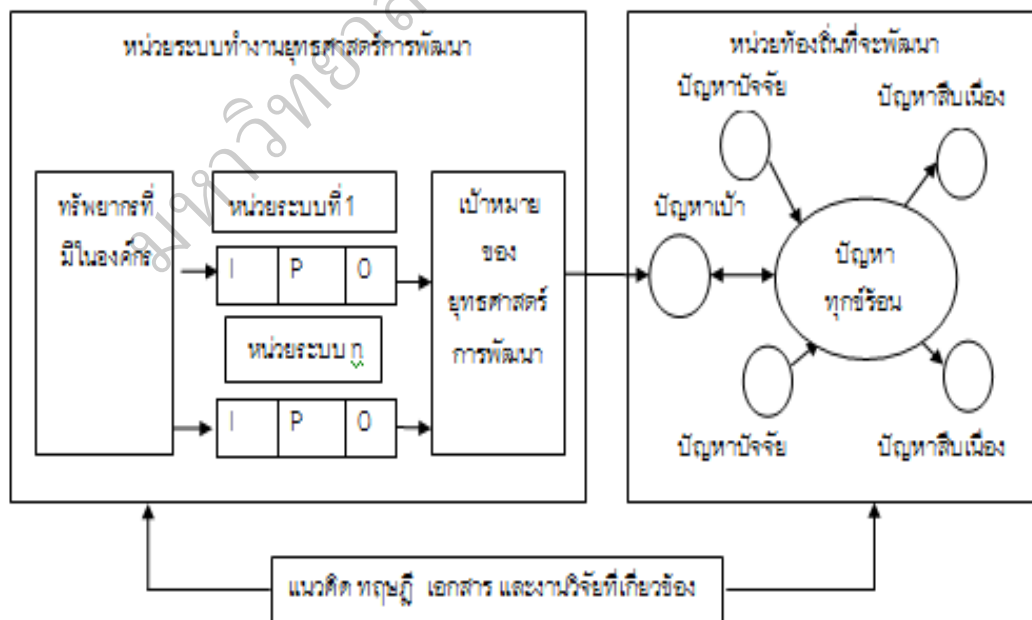 หน่วยระบบทำงานยุทธศาสตร์การพัฒนา
ทรัพยากรที่
มีในองค์กร
หน่วยระบบที่ 1
I P O
หน่วยระบบ n
I P O
เป้าหมาย
ของ
ยุทธศาสตร์
การพัฒนา
หน่วยท้องถิ่นที่จะพัฒนา
ปัญหาปัจจัย
ปัญหาสืบเนื่อง
ปัญหาเป้า
ปัญหา
ทุกข์ร้อน
ปัญหาปัจจัย
ปัญหาสืบเนื่อง
แนวคิด ทฤษฎี เอกสาร และงานวิจัยที่เกี่ยวข้อง